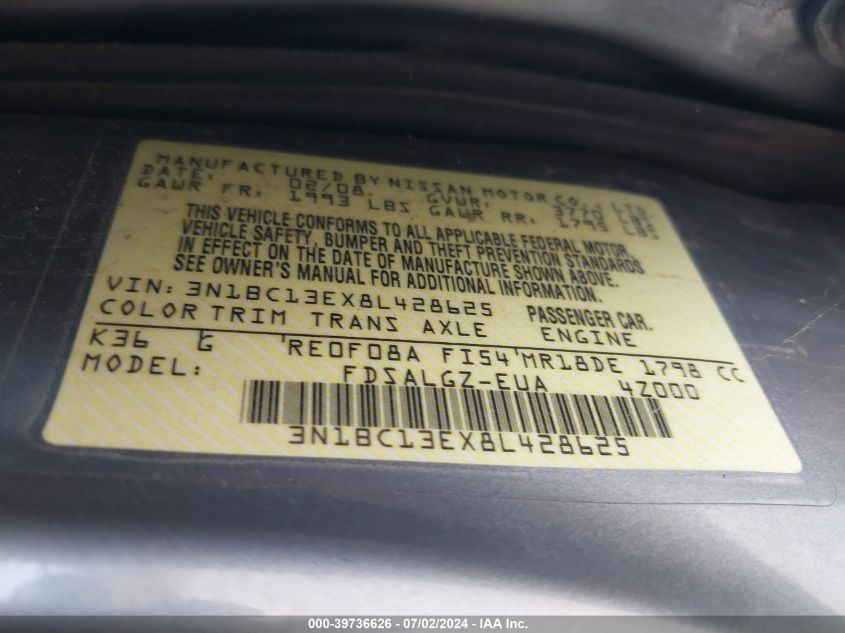 MANUFACTURED BY NISSAN MOTOR CO., LTD.
DATE: 02/08. GVWR: 3770 LBS
GAWR FR: 1993 LBS GAWR RR: 1795 LBS
THIS VEHICLE CONFORMS TO ALL APPLICABLE FEDERAL MOTOR
VEHICLE SAFETY, BUMPER AND THEFT PREVENTION STANDARDS
IN EFFECT ON THE DATE OF MANUFACTURE SHOWN ABOVE.
SEE OWNER'S MANUAL FOR ADDITIONAL INFORMATION.
VIN: 3N1BC13EX8L428625 PASSENGER CAR.
COLOR TRIM TRANS AXLE ENGINE
K36 G 'RE0F08A FI54'MR18DE 1798 CC
MODEL: FDSALGZ-EUA 4Z000
3N1BC13EX8L428625
000-39736626 - 07/02/2024 - IAA Inc.